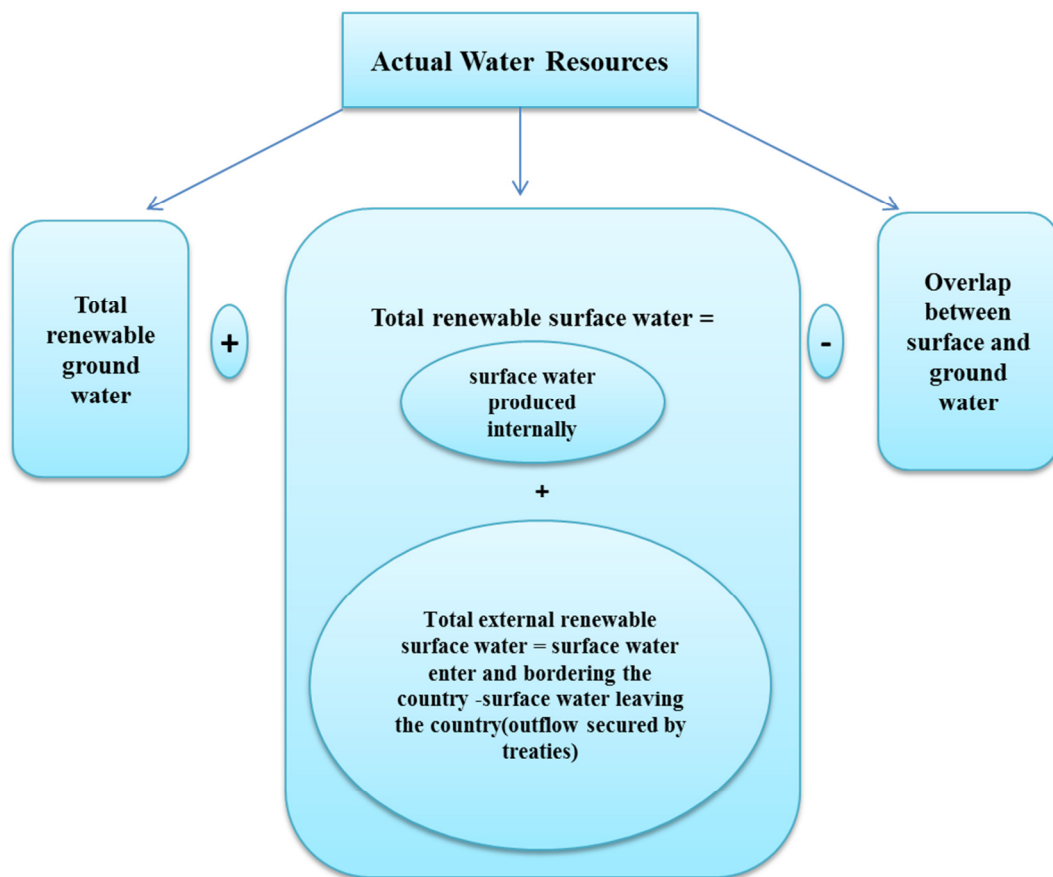 Actual Water Resources
Total
renewable
ground
water
+
Total renewable surface water =
surface water
produced
internally
+
Total external renewable
surface water = surface water
enter and bordering the
country -surface water leaving
the country(outflow secured by
treaties)
-
Overlap
between
surface and
ground
water